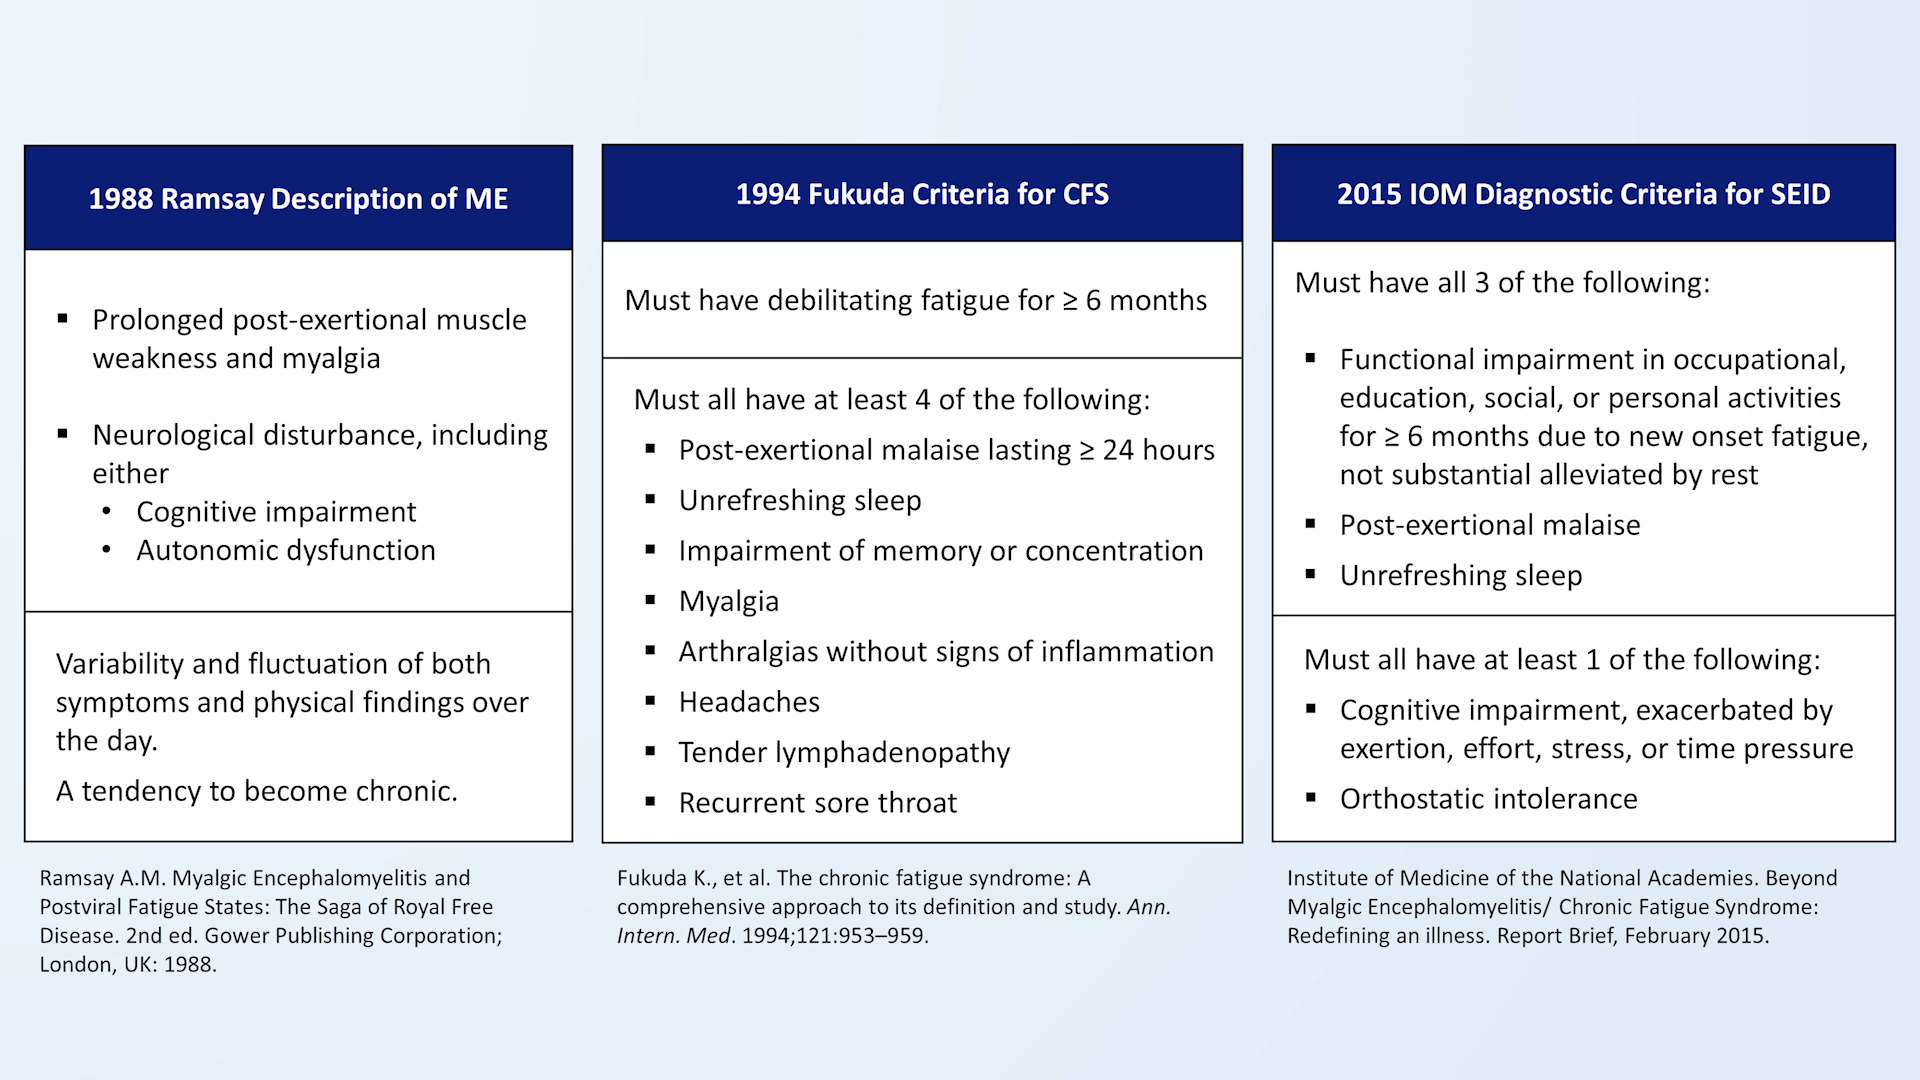 1988 Ramsay Description of ME
▪ Prolonged post-exertional muscle
weakness and myalgia
▪ Neurological disturbance, including
either
• Cognitive impairment
• Autonomic dysfunction
Variability and fluctuation of both
symptoms and physical findings over
the day.
A tendency to become chronic.
Ramsay A.M. Myalgic Encephalomyelitis and
Postviral Fatigue States: The Saga of Royal Free
Disease. 2nd ed. Gower Publishing Corporation;
London, UK: 1988.
1994 Fukuda Criteria for CFS
Must have debilitating fatigue for ≥ 6 months
Must all have at least 4 of the following:
▪ Post-exertional malaise lasting ≥ 24 hours
▪ Unrefreshing sleep
▪ Impairment of memory or concentration
▪ Myalgia
▪ Arthralgias without signs of inflammation
▪ Headaches
▪ Tender lymphadenopathy
▪ Recurrent sore throat
Fukuda K., et al. The chronic fatigue syndrome: A
comprehensive approach to its definition and study. Ann.
Intern. Med. 1994;121:953–959.
2015 IOM Diagnostic Criteria for SEID
Must have all 3 of the following:
▪ Functional impairment in occupational,
education, social, or personal activities
for ≥ 6 months due to new onset fatigue,
not substantial alleviated by rest
▪ Post-exertional malaise
▪ Unrefreshing sleep
Must all have at least 1 of the following:
▪ Cognitive impairment, exacerbated by
exertion, effort, stress, or time pressure
▪ Orthostatic intolerance
Institute of Medicine of the National Academies. Beyond
Myalgic Encephalomyelitis/ Chronic Fatigue Syndrome:
Redefining an illness. Report Brief, February 2015.